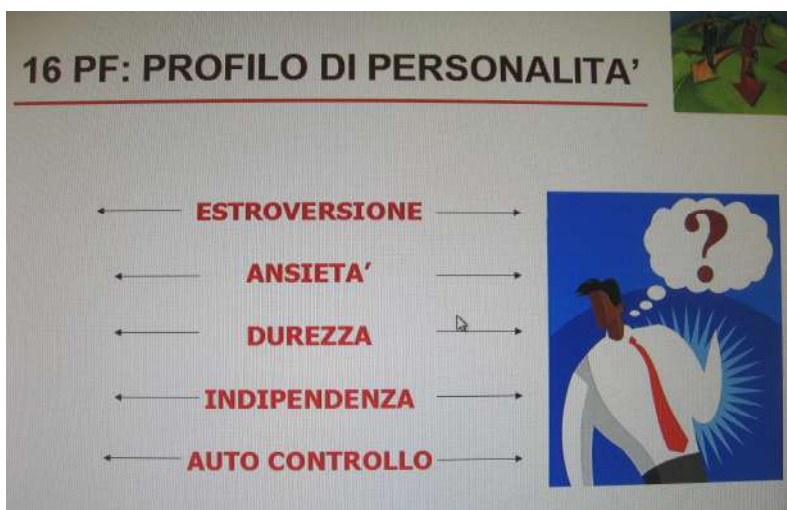 16 PF: PROFILO DI PERSONALITA’
ESTROVERSIONE
ANSIETA’
DUREZZA
INDIPENDENZA
AUTO CONTROLLO
?